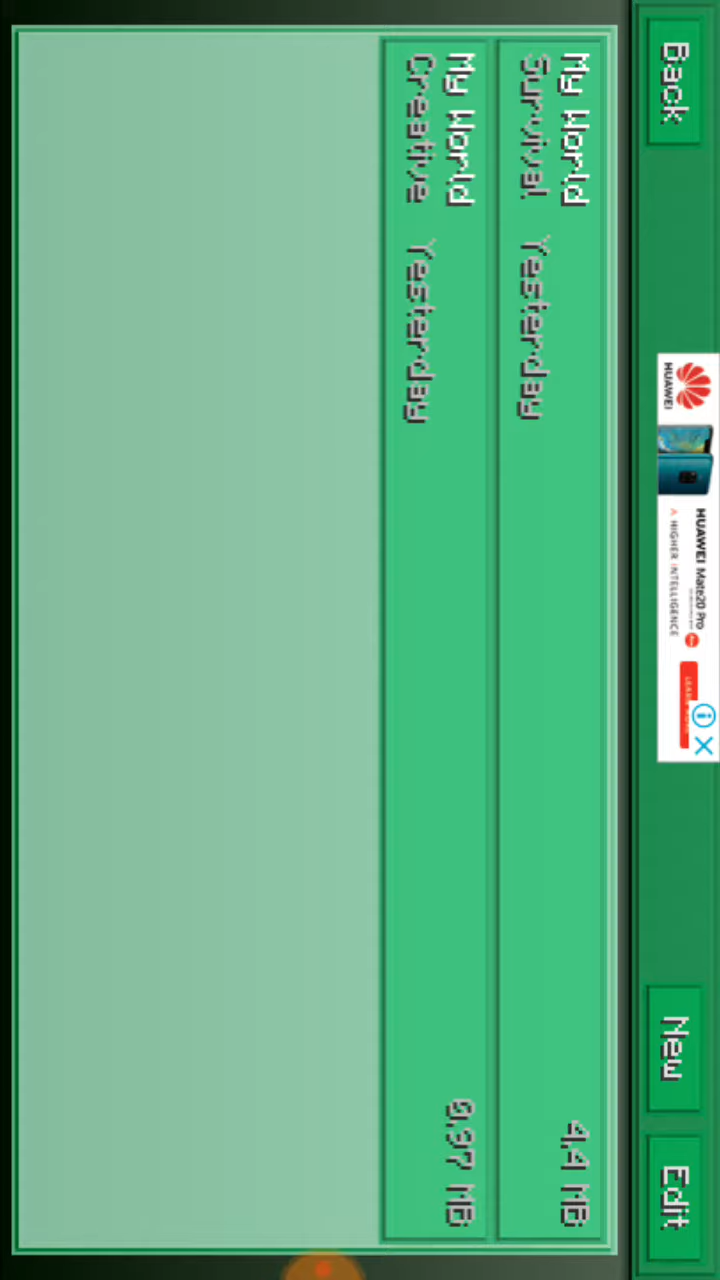 Back
HUAWEI
HUAWEI Mate20 Pro
A HIGHER INTELLIGENCE
New
Edit
My World
4,4 MB
Survival Yesterday
My World
0,97 MB
Creative Yesterday